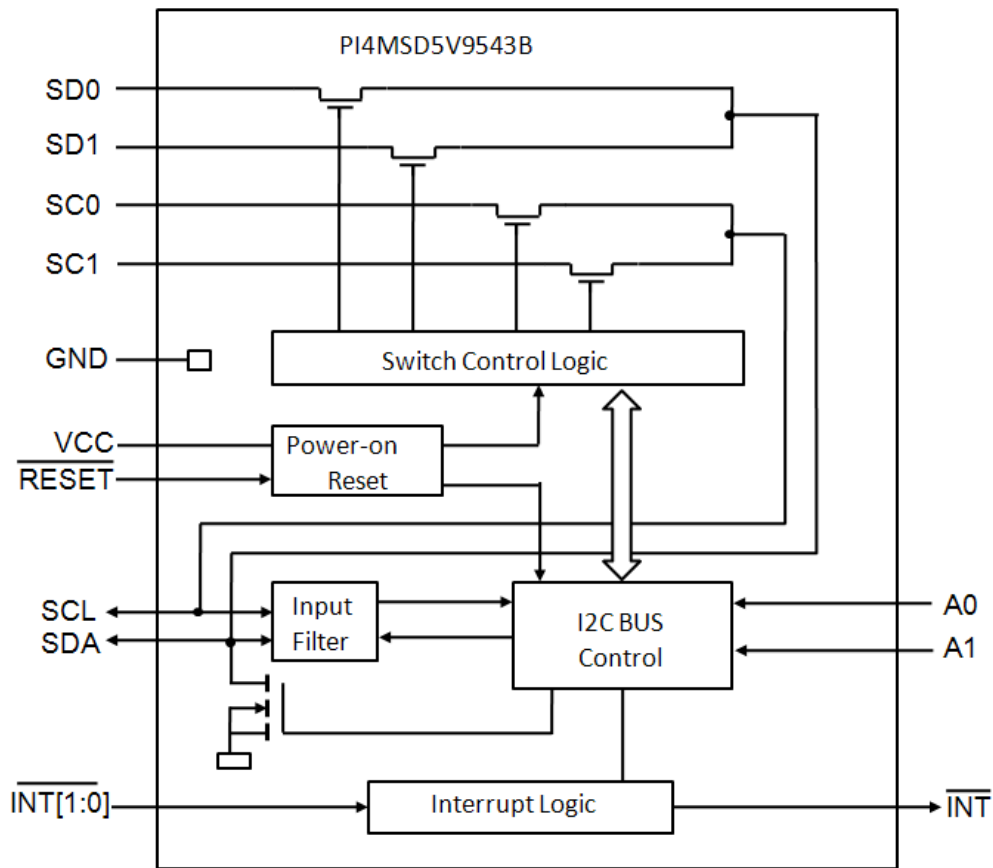 PI4MSD5V9543B
SD0
SD1
SC0
SC1
Switch Control Logic
GND
VCC
Power-on
Reset
RESET
SCL
SDA
Input
Filter
I2C BUS
Control
A0
A1
INT[1:0]
Interrupt Logic
INT